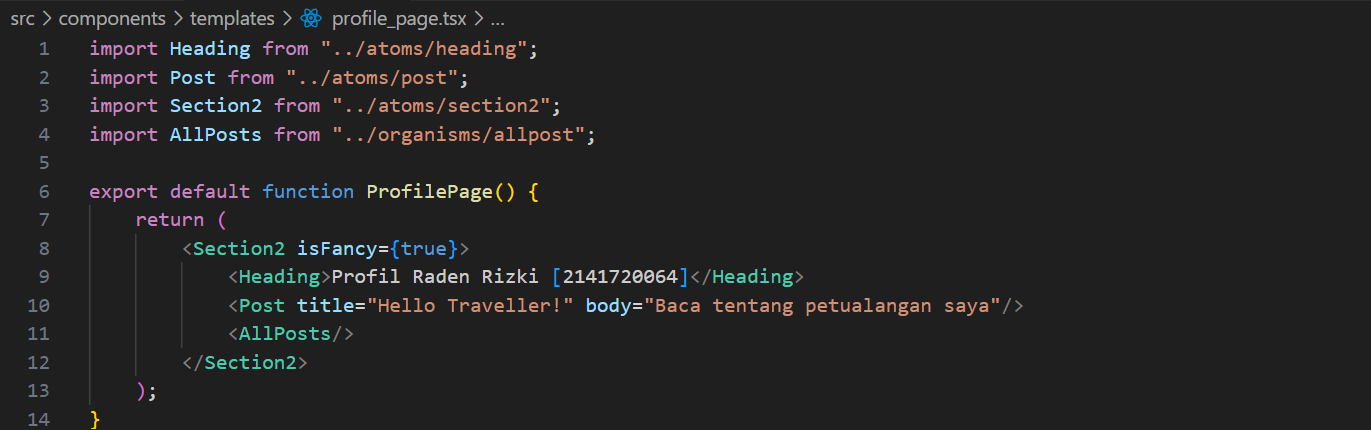 src > components > templates > profile_page.tsx > ...
1 import Heading from "../atoms/heading";
2 import Post from "../atoms/post";
3 import Section2 from "../atoms/section2";
4 import AllPosts from "../organisms/allpost";
5
6 export default function ProfilePage() {
7     return (
8         <Section2 isFancy={true}>
9             <Heading>Profil Raden Rizki [2141720064]</Heading>
10             <Post title="Hello Traveller!" body="Baca tentang petualangan saya"/>
11             <AllPosts/>
12         </Section2>
13     );
14 }